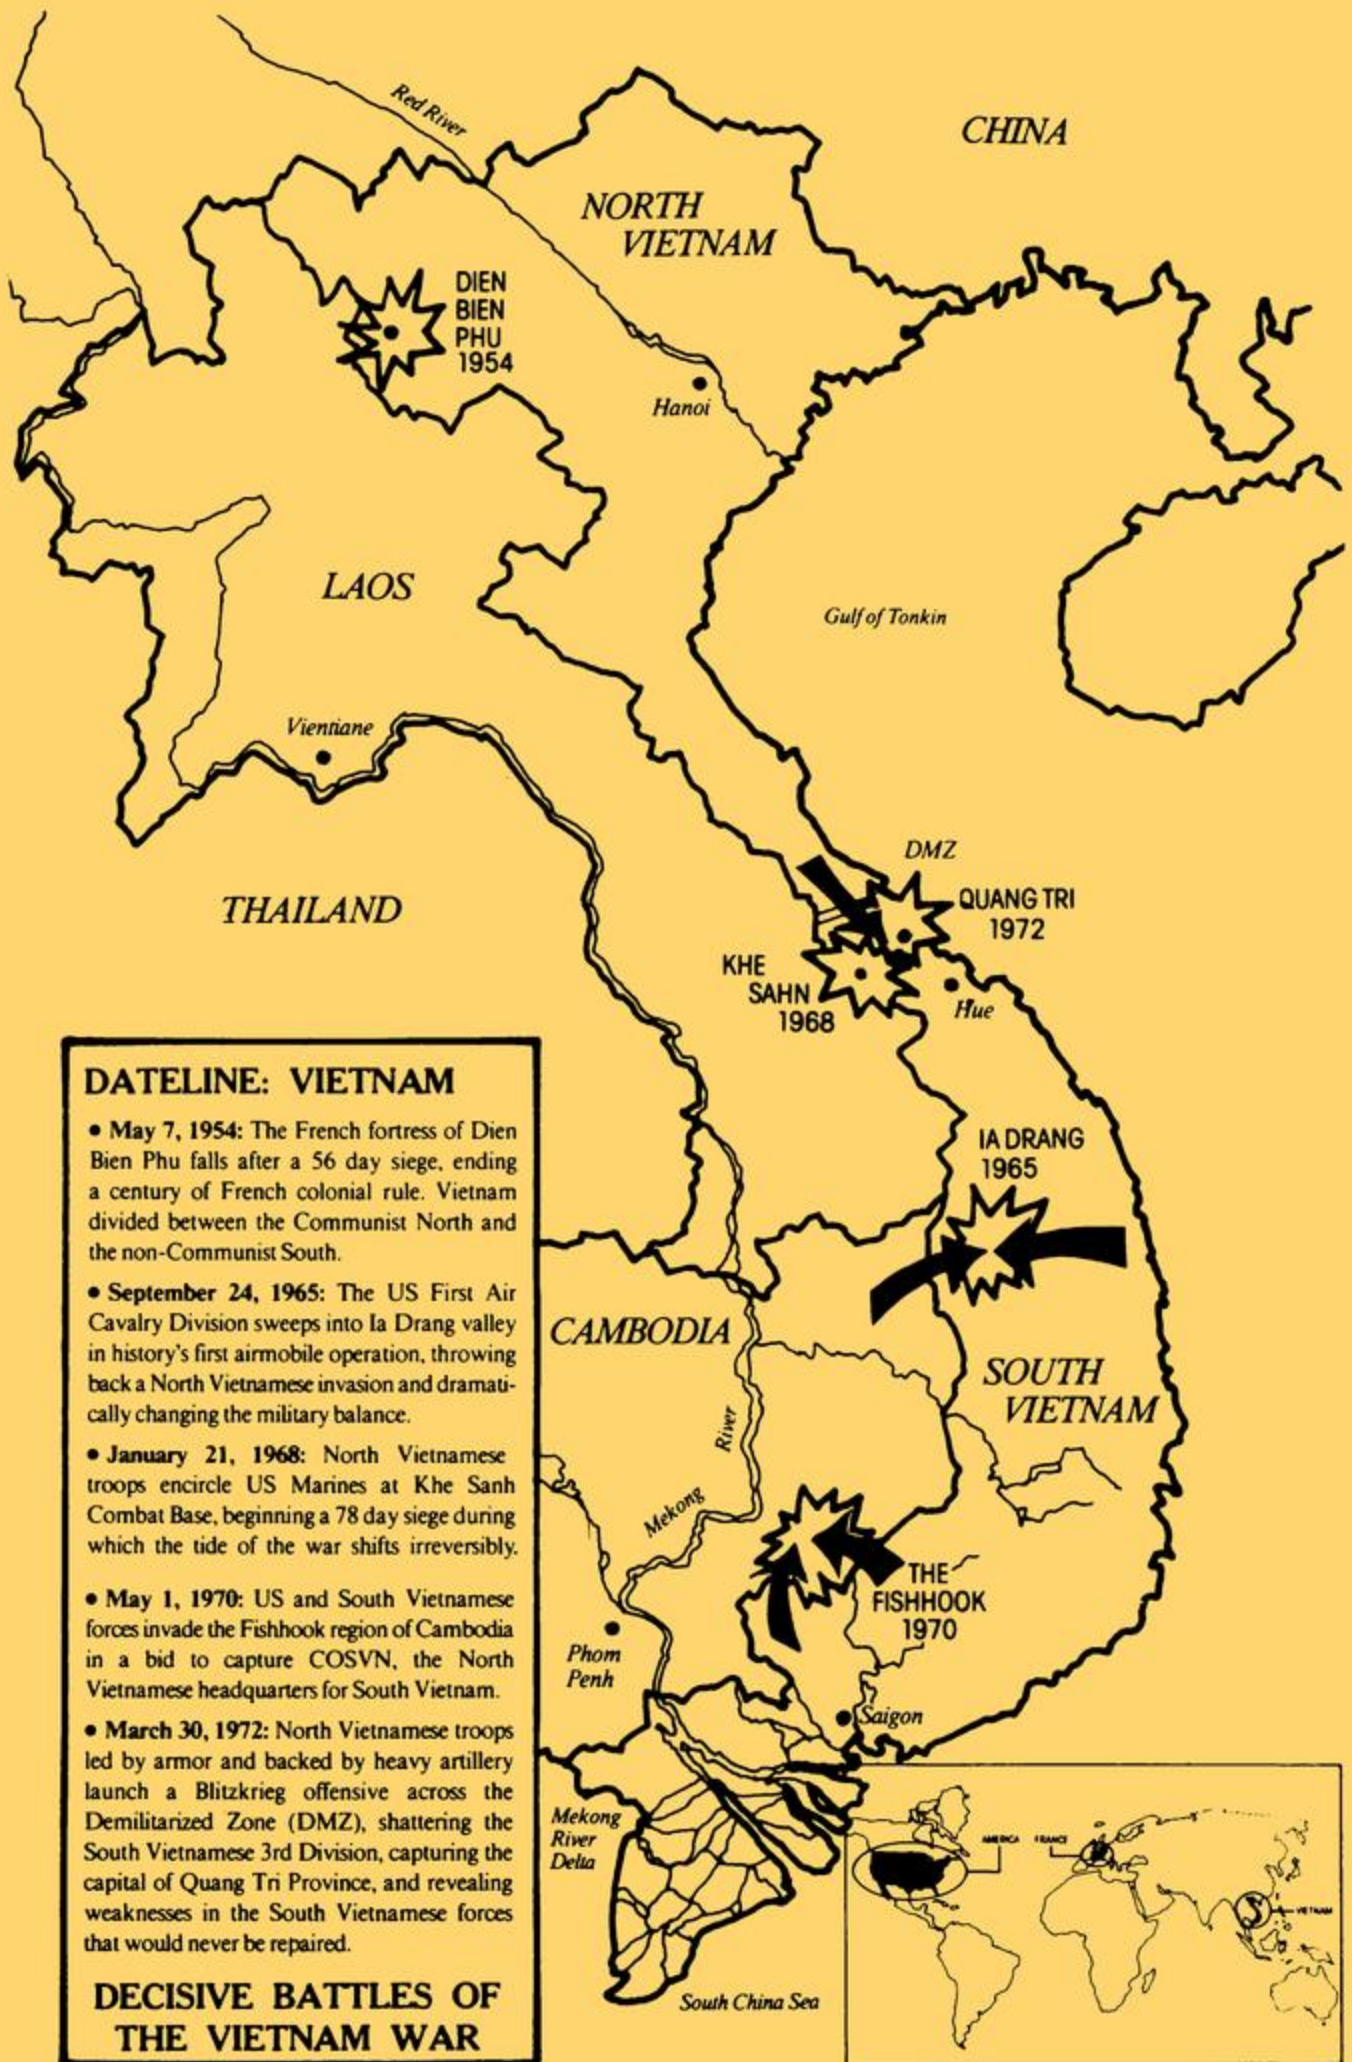 Red River
CHINA
NORTH
VIETNAM
DIEN
BIEN
PHU
1954
Hanoi
LAOS
Gulf of Tonkin
Vientiane
DMZ
THAILAND
QUANG TRI
1972
KHE
SAHN
1968
Hue
IA DRANG
1965
CAMBODIA
SOUTH
VIETNAM
River
Mekong
THE
FISHHOOK
1970
Phom
Penh
Saigon
Mekong
River
Delta
South China Sea
DATELINE: VIETNAM
• May 7, 1954: The French fortress of Dien
Bien Phu falls after a 56 day siege, ending
a century of French colonial rule. Vietnam
divided between the Communist North and
the non-Communist South.
• September 24, 1965: The US First Air
Cavalry Division sweeps into Ia Drang valley
in history's first airmobile operation, throwing
back a North Vietnamese invasion and dramati-
cally changing the military balance.
• January 21, 1968: North Vietnamese
troops encircle US Marines at Khe Sanh
Combat Base, beginning a 78 day siege during
which the tide of the war shifts irreversibly.
• May 1, 1970: US and South Vietnamese
forces invade the Fishhook region of Cambodia
in a bid to capture COSVN, the North
Vietnamese headquarters for South Vietnam.
• March 30, 1972: North Vietnamese troops
led by armor and backed by heavy artillery
launch a Blitzkrieg offensive across the
Demilitarized Zone (DMZ), shattering the
South Vietnamese 3rd Division, capturing the
capital of Quang Tri Province, and revealing
weaknesses in the South Vietnamese forces
that would never be repaired.
DECISIVE BATTLES OF
THE VIETNAM WAR
AMERICA
FRANCE
VIETNAM